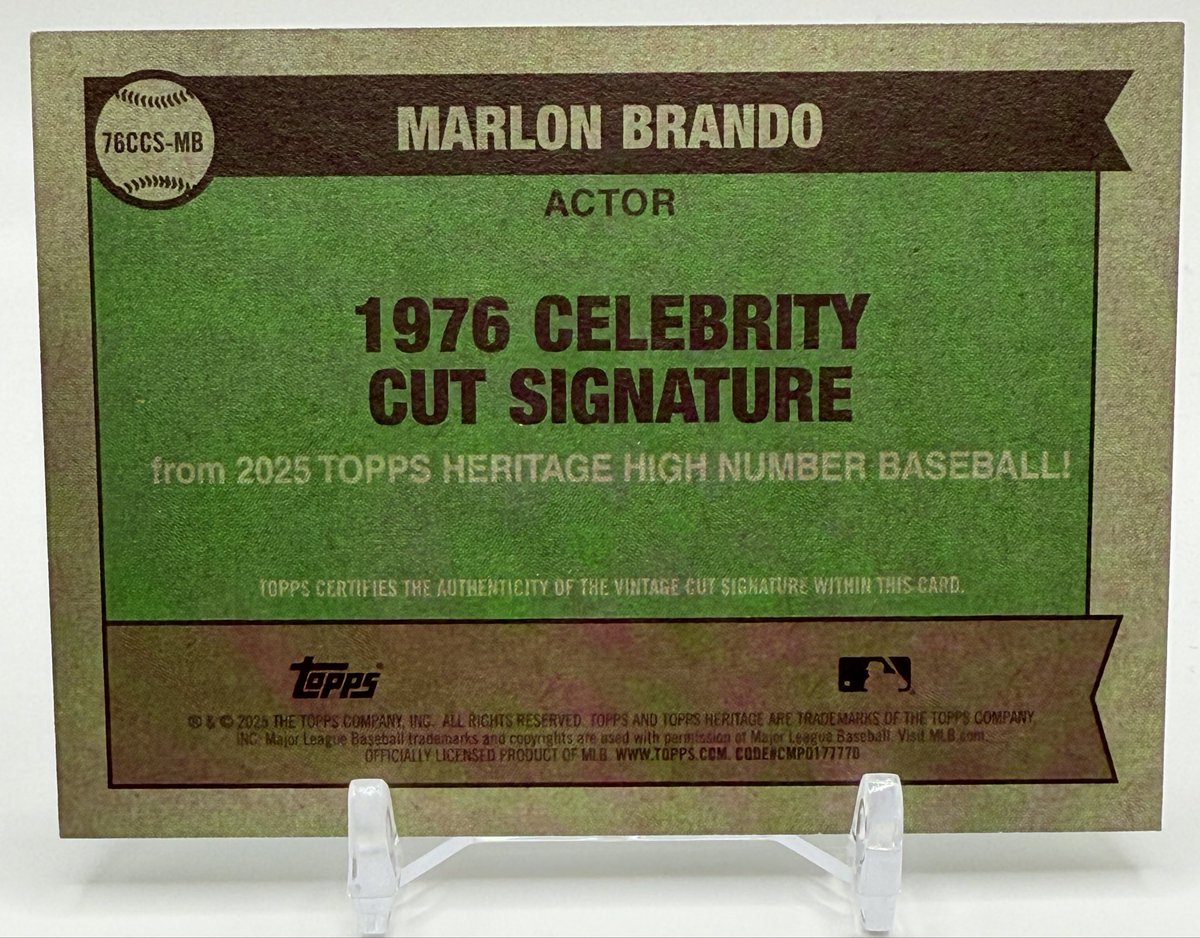 76CCS-MB
MARLON BRANDO
ACTOR
1976 CELEBRITY
CUT SIGNATURE
from 2025 TOPPS HERITAGE HIGH NUMBER BASEBALL!
TOPPS CERTIFIES THE AUTHENTICITY OF THE VINTAGE CUT SIGNATURE WITHIN THIS CARD.
topps
® & © 2025 THE TOPPS COMPANY, INC. ALL RIGHTS RESERVED. TOPPS AND TOPPS HERITAGE ARE TRADEMARKS OF THE TOPPS COMPANY,
INC. Major League Baseball trademarks and copyrights are used with permission of Major League Baseball. Visit MLB.com.
OFFICIALLY LICENSED PRODUCT OF MLB. WWW.TOPPS.COM. CODE#CMP0177770